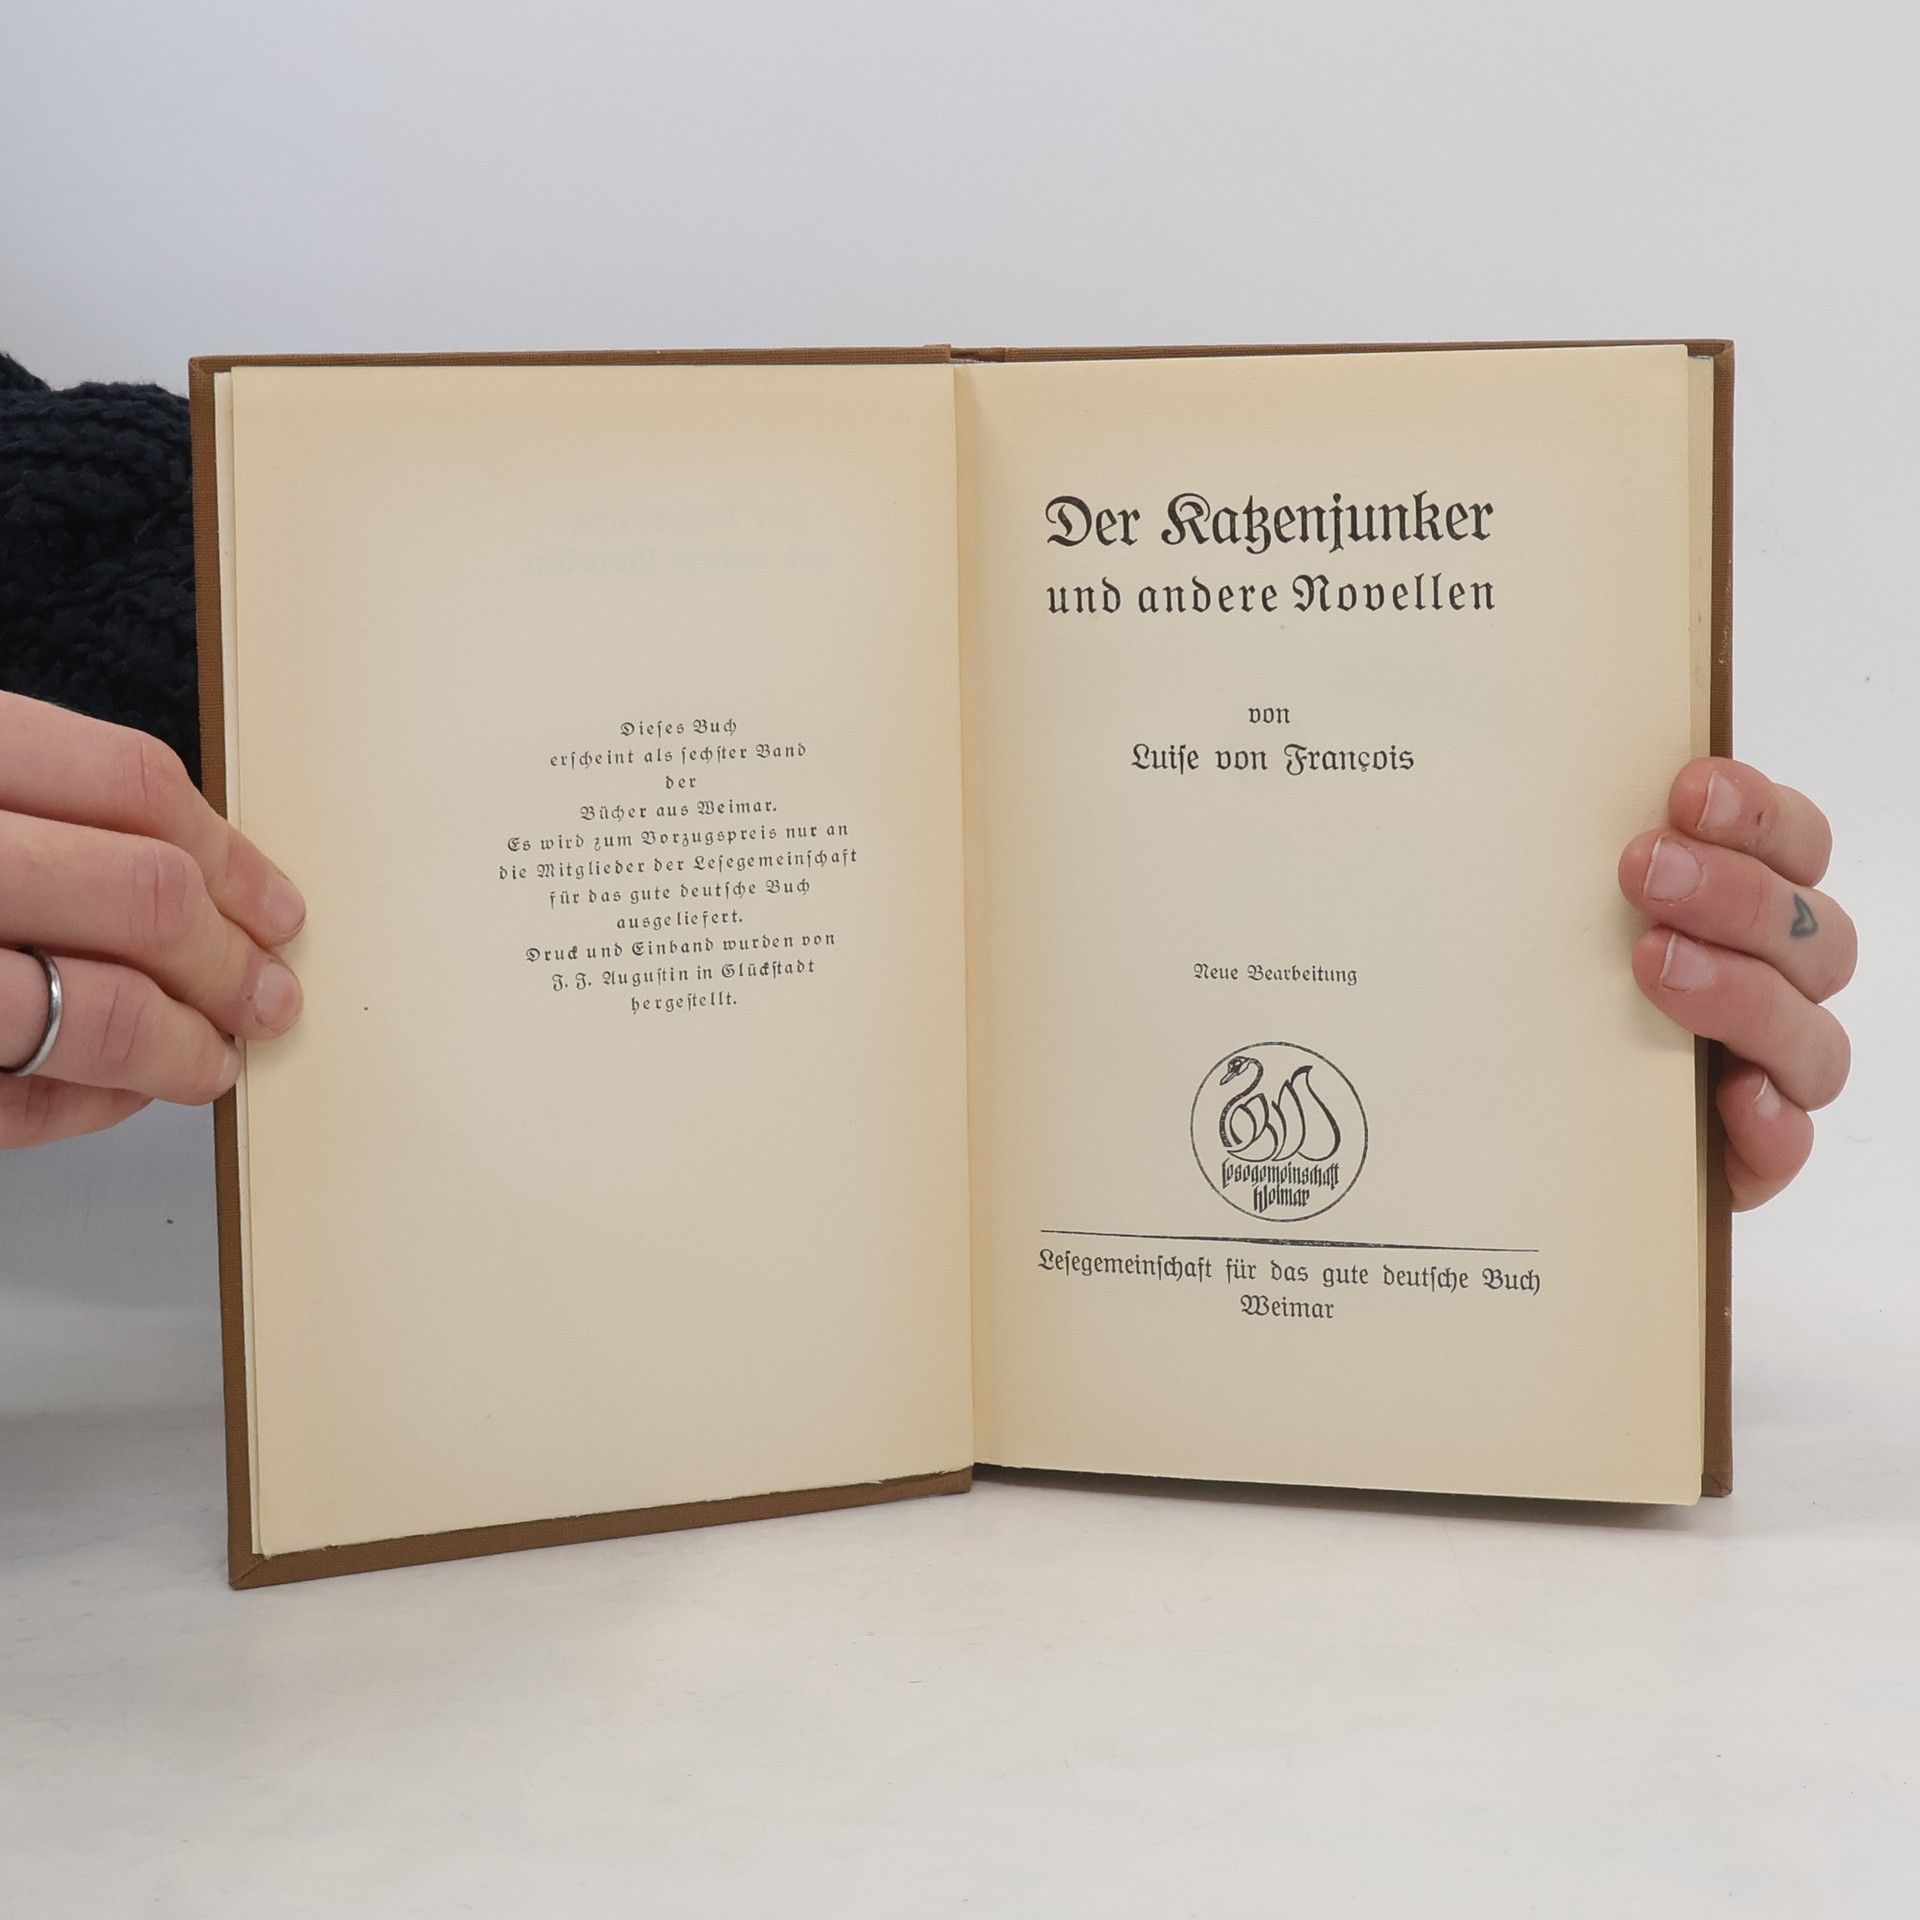 Dieſes Buch
erſcheint als ſechſter Band
der
Bücher aus Weimar.
Es wird zum Vorzugspreis nur an
die Mitglieder der Leſegemeinſchaft
für das gute deutſche Buch
ausgeliefert.
Druck und Einband wurden von
J. J. Auguſtin in Glückſtadt
hergeſtellt.
Der Katzenjunker
und andere Novellen
von
Luiſe von François
Neue Bearbeitung
Lesegemeinschaft
Weimar
Leſegemeinſchaft für das gute deutſche Buch
Weimar